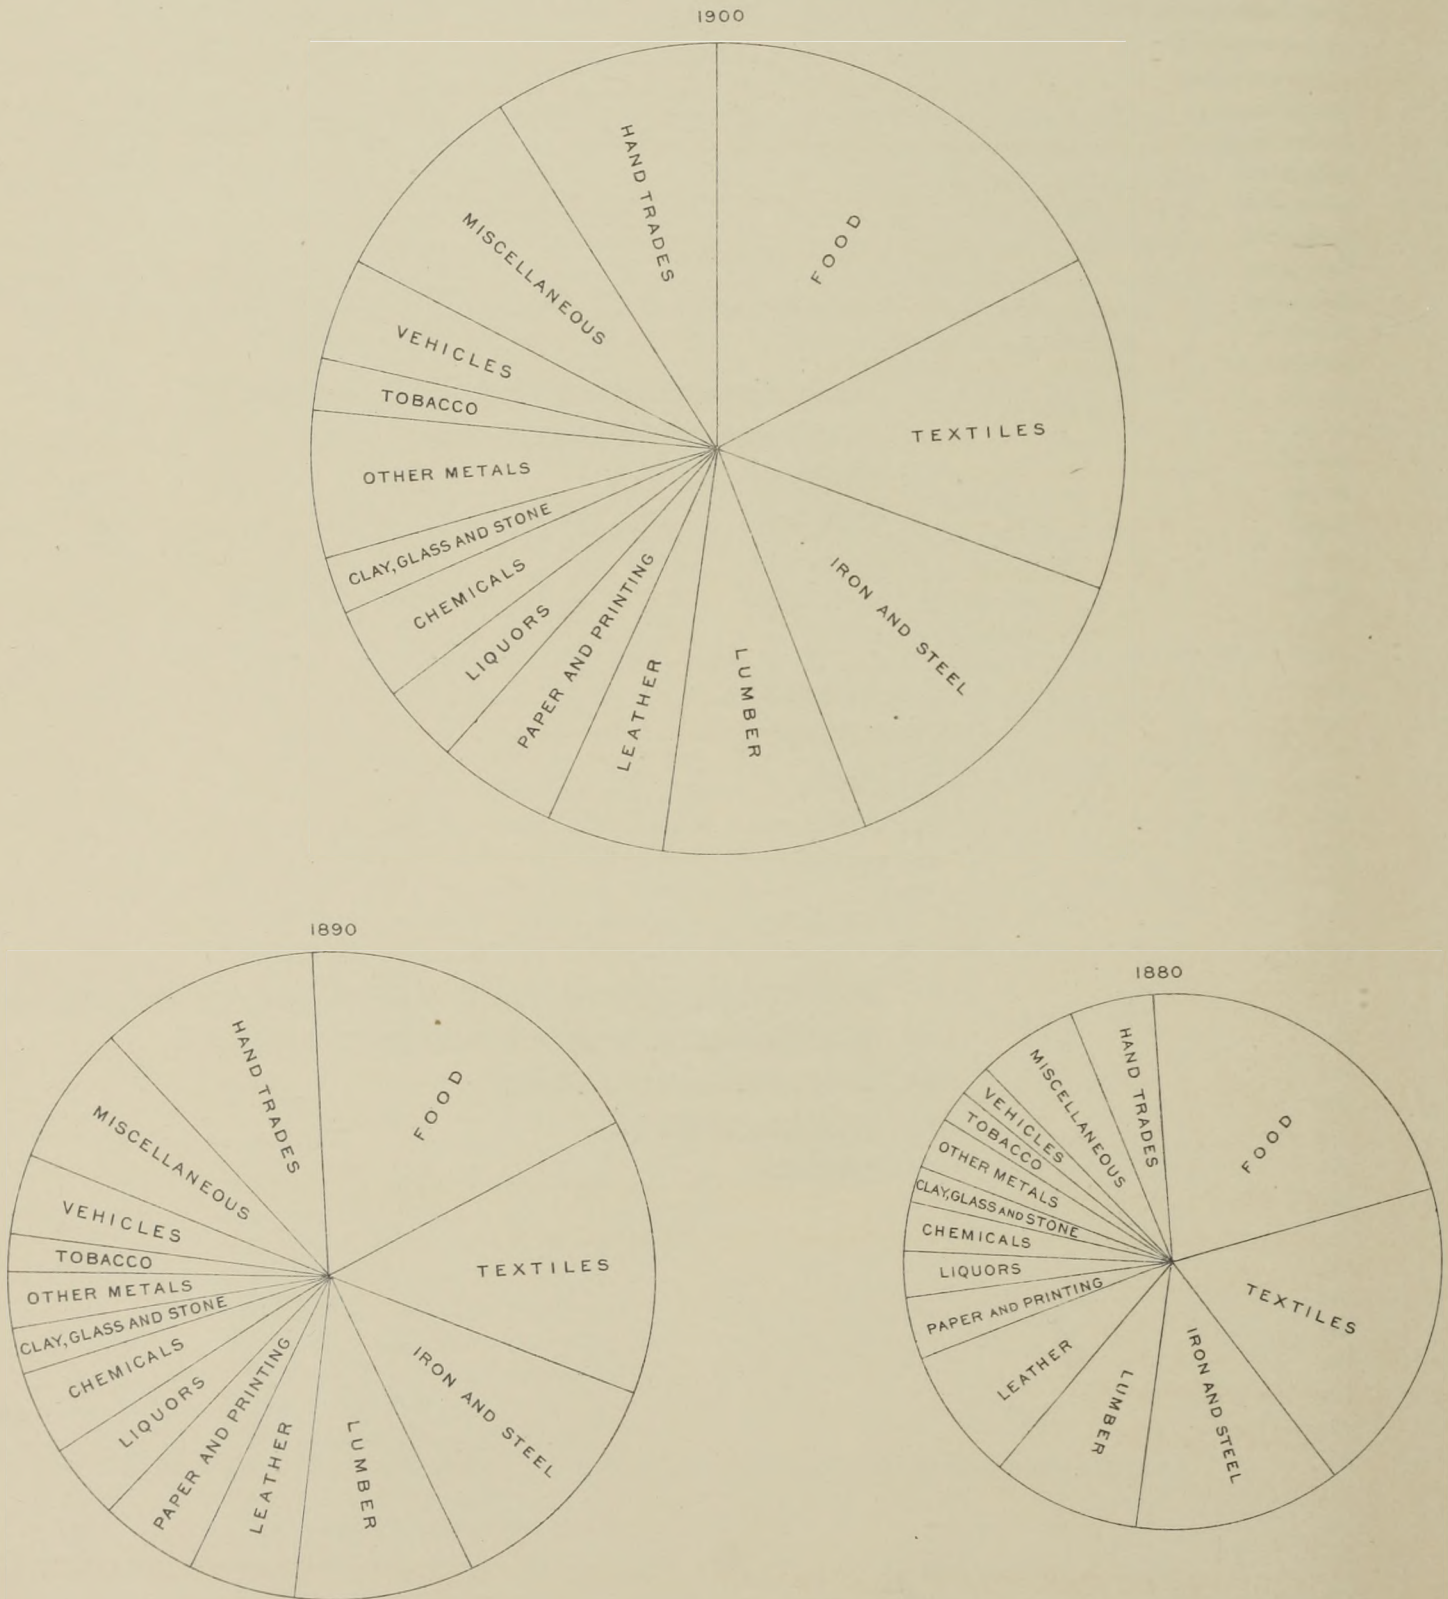 1900
FOOD
TEXTILES
IRON AND STEEL
LUMBER
LEATHER
PAPER AND PRINTING
LIQUORS
CHEMICALS
CLAY, GLASS AND STONE
OTHER METALS
TOBACCO
VEHICLES
MISCELLANEOUS
HAND TRADES
1890
FOOD
TEXTILES
IRON AND STEEL
LUMBER
LEATHER
PAPER AND PRINTING
LIQUORS
CHEMICALS
CLAY, GLASS AND STONE
OTHER METALS
TOBACCO
VEHICLES
MISCELLANEOUS
HAND TRADES
1880
FOOD
TEXTILES
IRON AND STEEL
LUMBER
LEATHER
PAPER AND PRINTING
LIQUORS
CHEMICALS
CLAY, GLASS AND STONE
OTHER METALS
TOBACCO
VEHICLES
MISCELLANEOUS
HAND TRADES